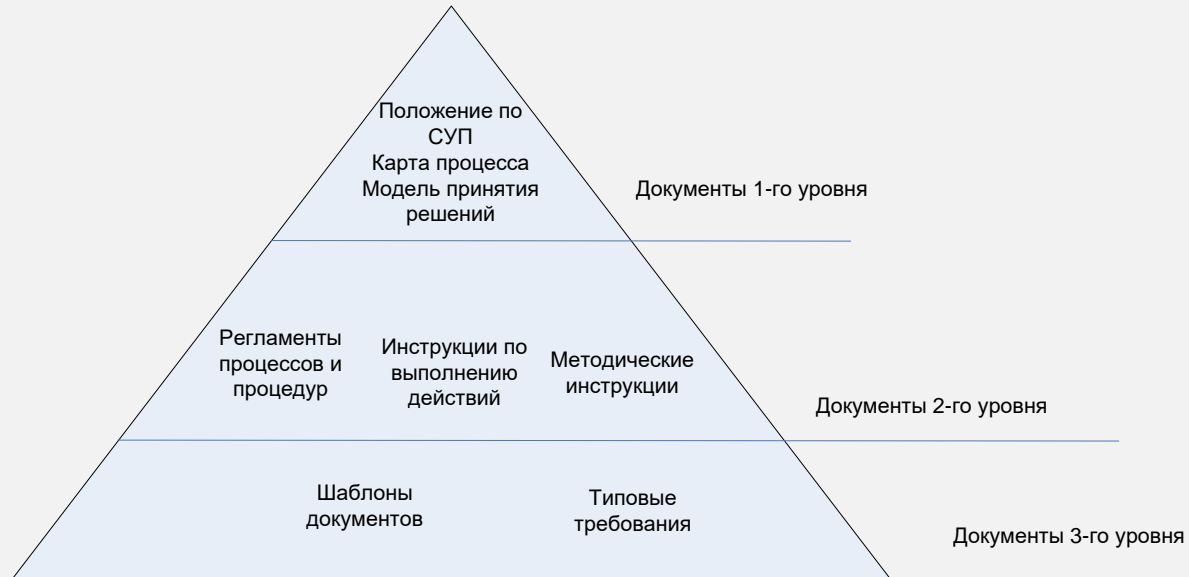 Положение по
СУП
Карта процесса
Модель принятия
решений
Документы 1-го уровня
Регламенты
процессов и
процедур
Инструкции по
выполнению
действий
Методические
инструкции
Документы 2-го уровня
Шаблоны
документов
Типовые
требования
Документы 3-го уровня